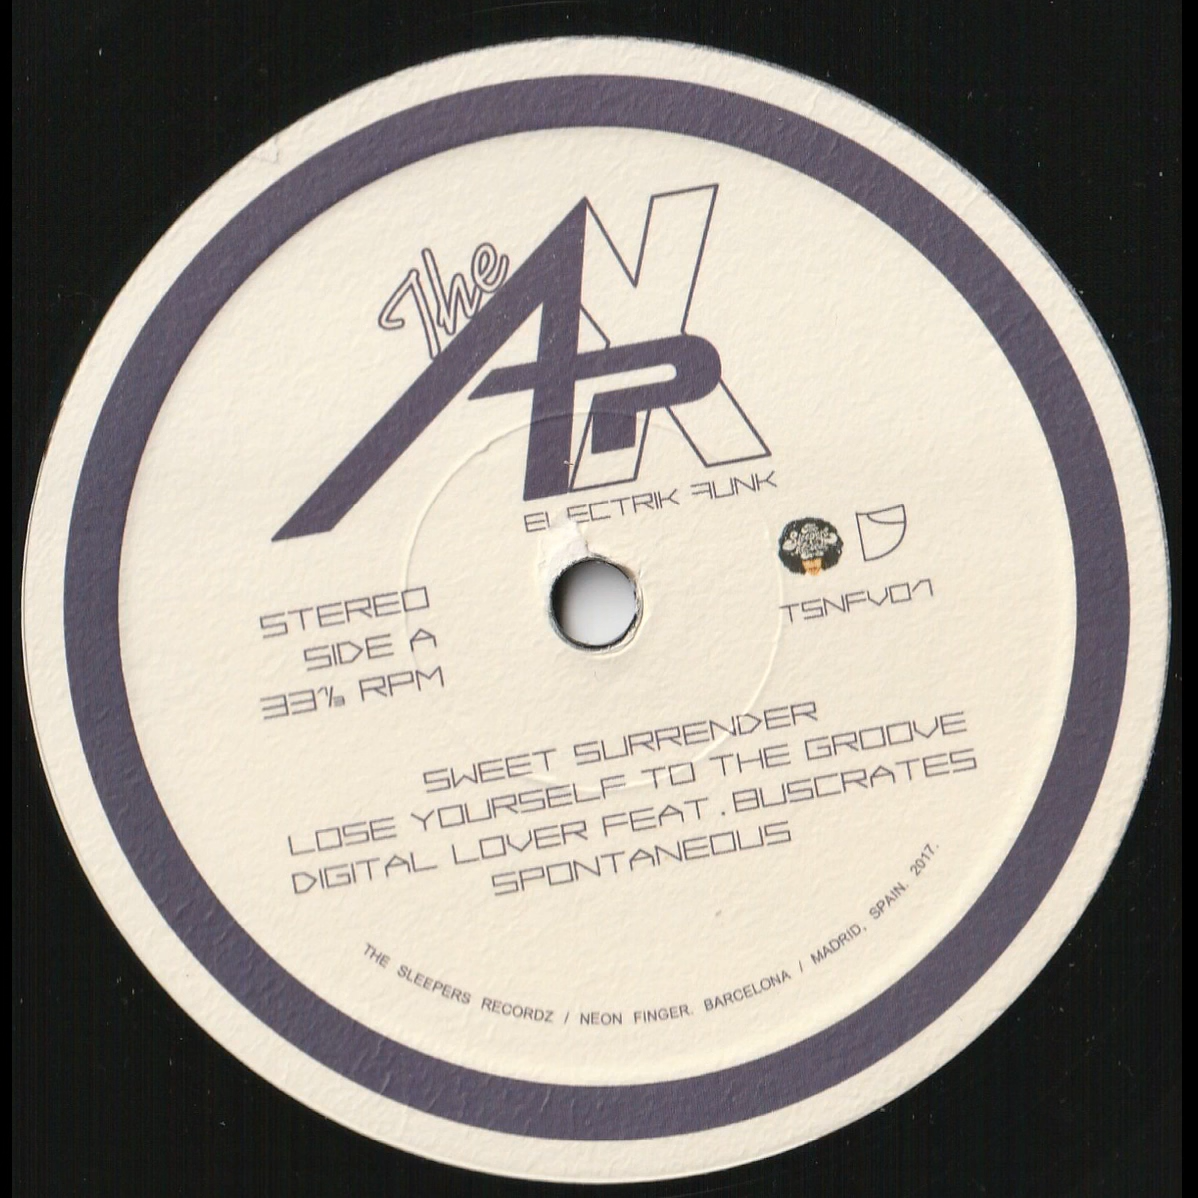 The
APX
ELECTRIK FUNK
TSNFV01
STEREO
SIDE A
33⅓ RPM
SWEET SURRENDER
LOSE YOURSELF TO THE GROOVE
DIGITAL LOVER FEAT. BUSCRATES
SPONTANEOUS
THE SLEEPERS RECORDZ / NEON FINGER. BARCELONA / MADRID, SPAIN. 2017.